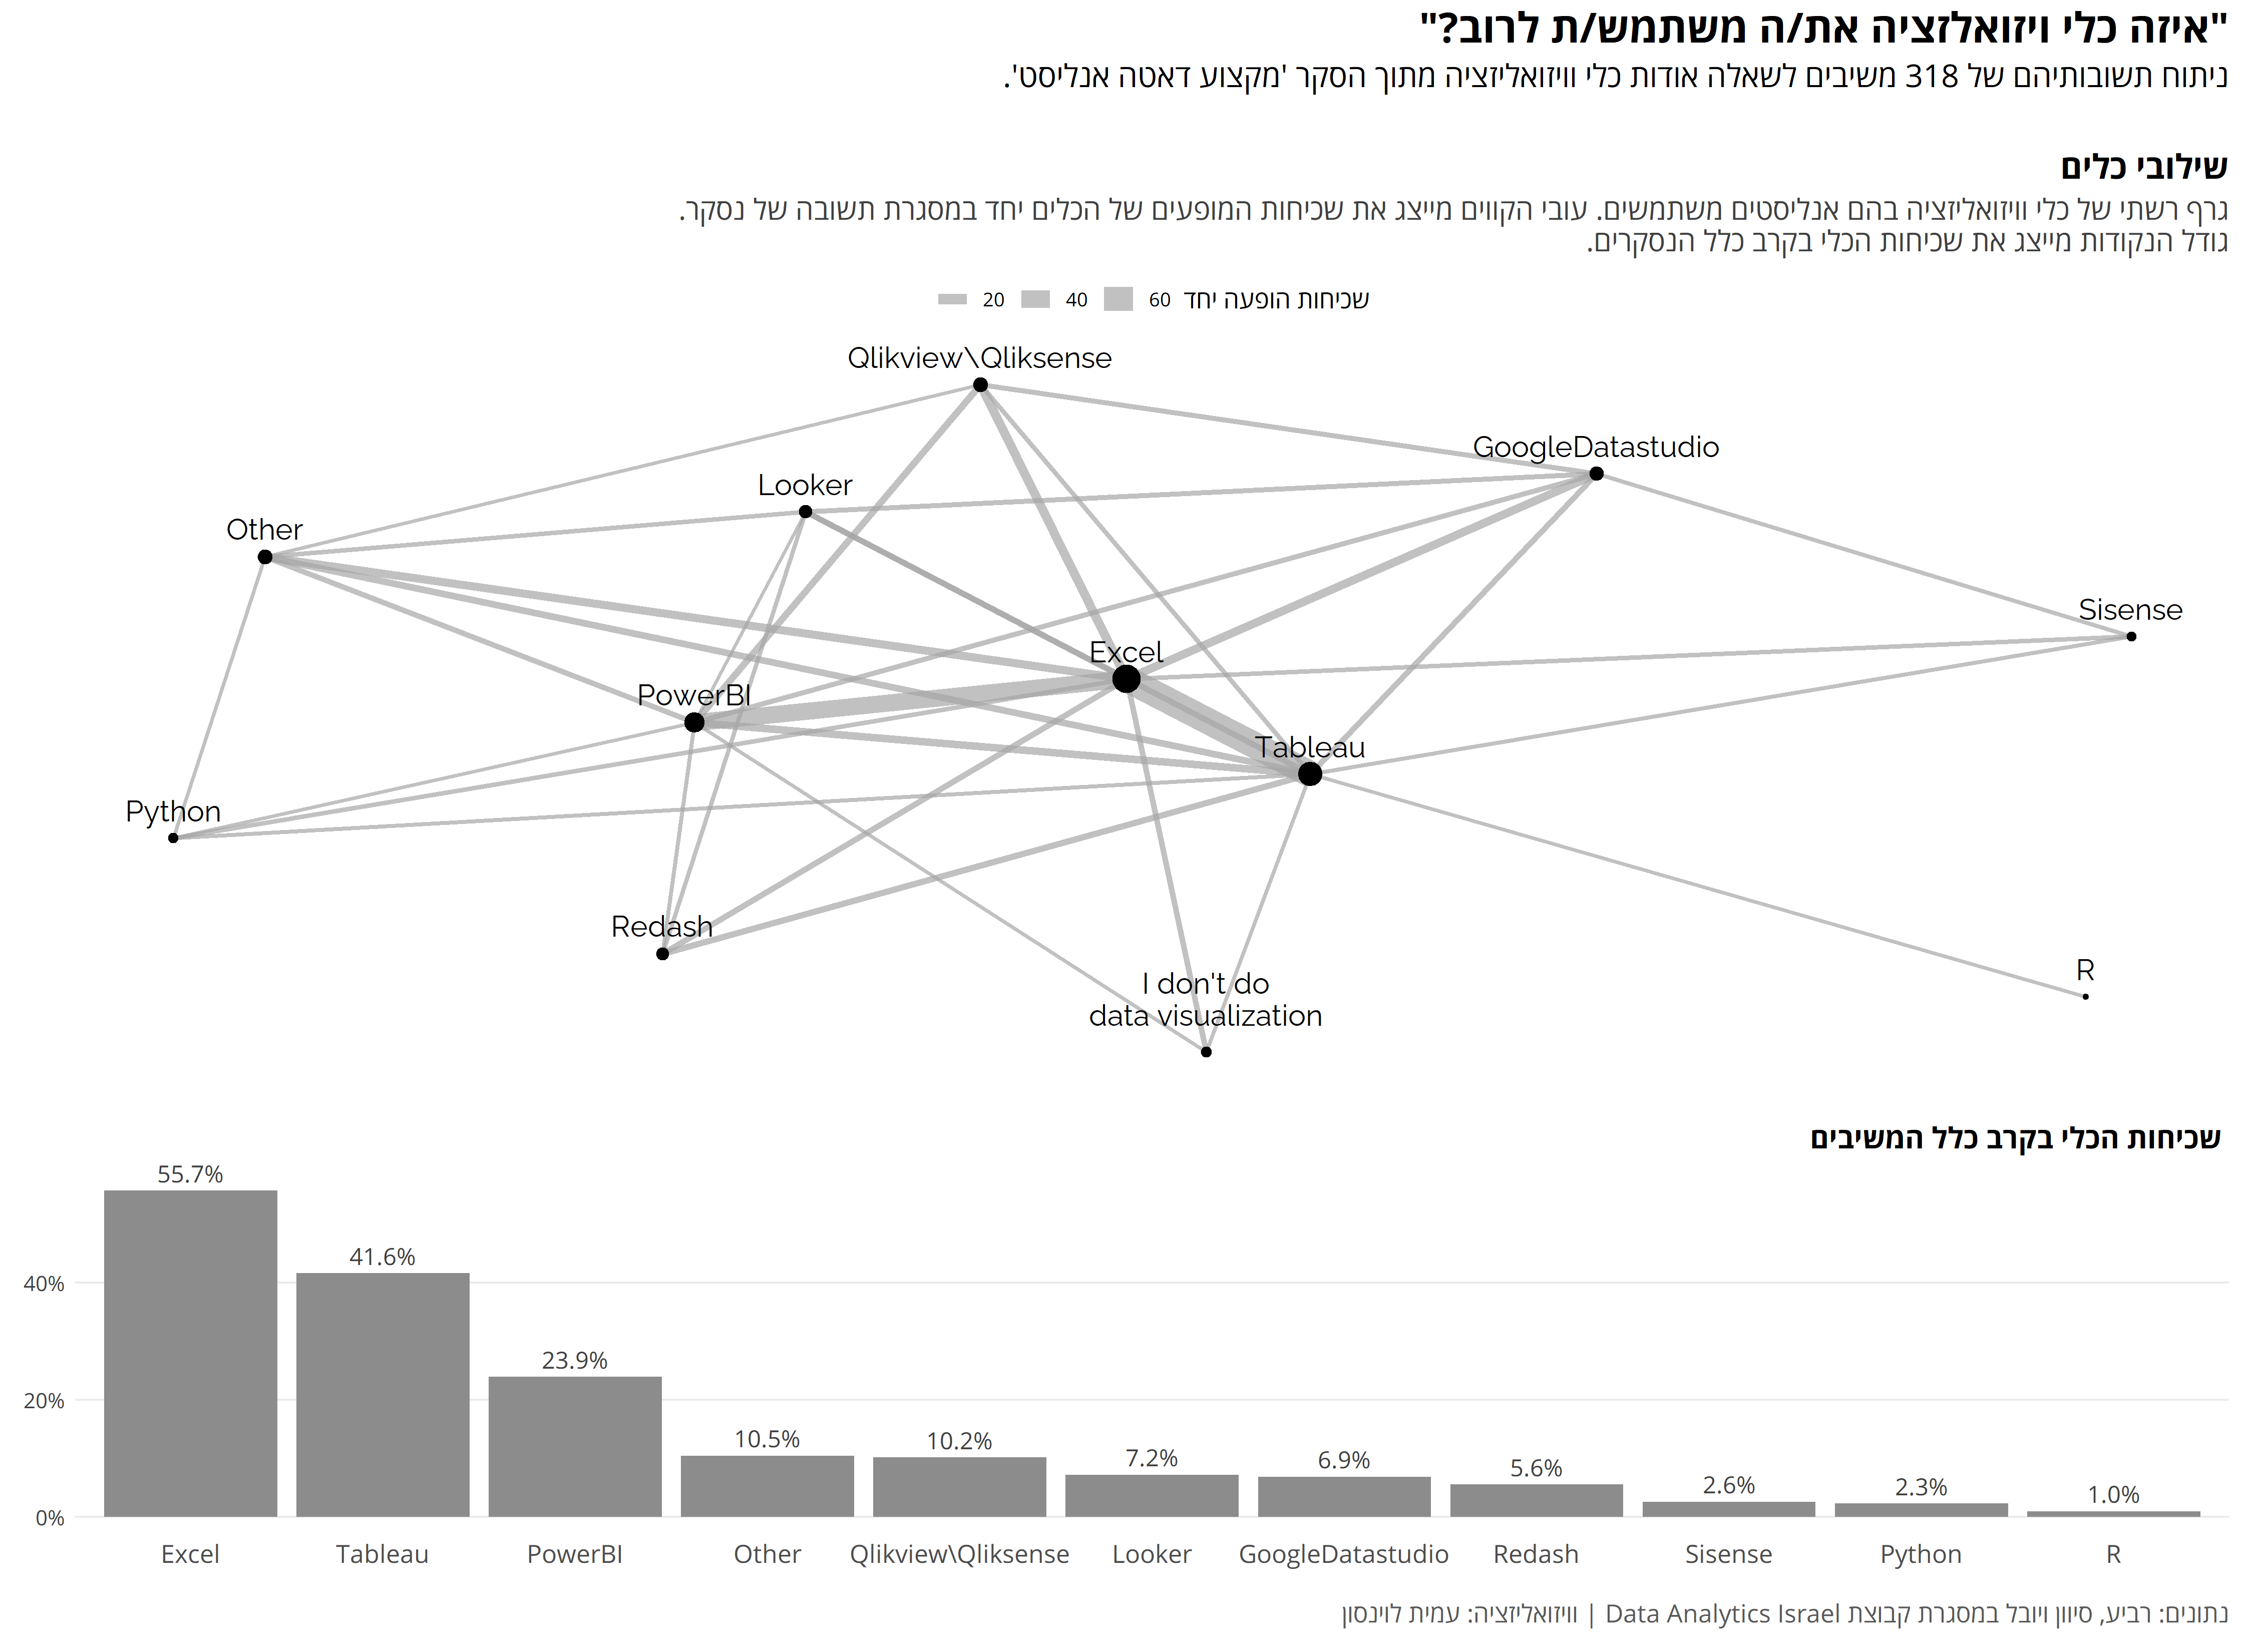 "איזה כלי ויזואלזציה את/ה משתמש/ת לרוב?"
ניתוח תשובותיהם של 318 משיבים לשאלה אודות כלי וויזואליזציה מתוך הסקר 'מקצוע דאטה אנליסט'.
שילובי כלים
גרף רשתי של כלי וויזואליזציה בהם אנליסטים משתמשים. עובי הקווים מייצג את שכיחות המופעים של הכלים יחד במסגרת תשובה של נסקר.
גודל הנקודות מייצג את שכיחות הכלי בקרב כלל הנסקרים.
שכיחות הופעה יחד 60 40 20
Qlikview\Qliksense
GoogleDatastudio
Looker
Other
Sisense
Excel
PowerBI
Tableau
Python
Redash
R
I don't do
data visualization
שכיחות הכלי בקרב כלל המשיבים
55.7%
41.6%
40%
23.9%
20%
10.5%
10.2%
7.2%
6.9%
5.6%
2.6%
2.3%
1.0%
0%
Excel Tableau PowerBI Other Qlikview\Qliksense Looker GoogleDatastudio Redash Sisense Python R
נתונים: רביע, סיוון ויובל במסגרת קבוצת Data Analytics Israel | וויזואליזציה: עמית לוינסון